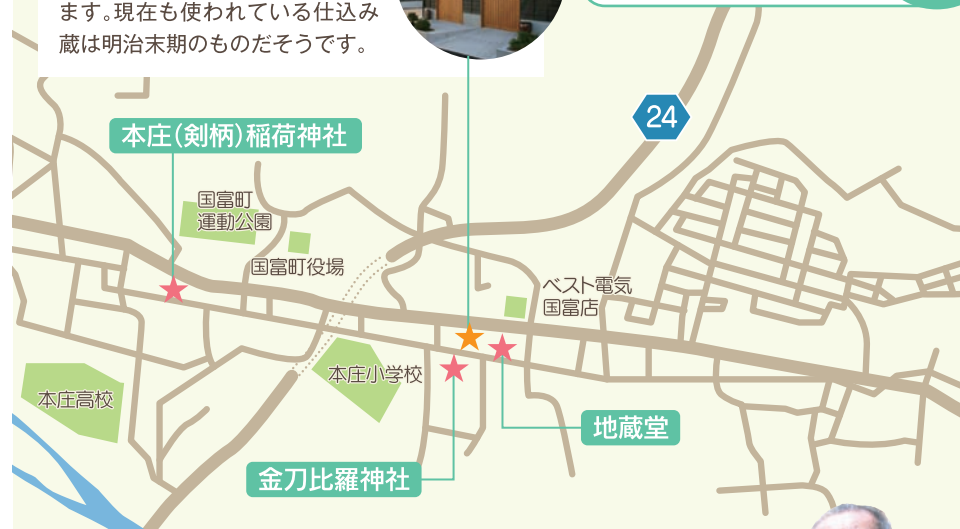 ます。現在も使われている仕込み
蔵は明治末期のものだそうです。
24
本庄(剣柄)稲荷神社
国富町
運動公園
国富町役場
ベスト電気
国富店
本庄小学校
本庄高校
地蔵堂
金刀比羅神社